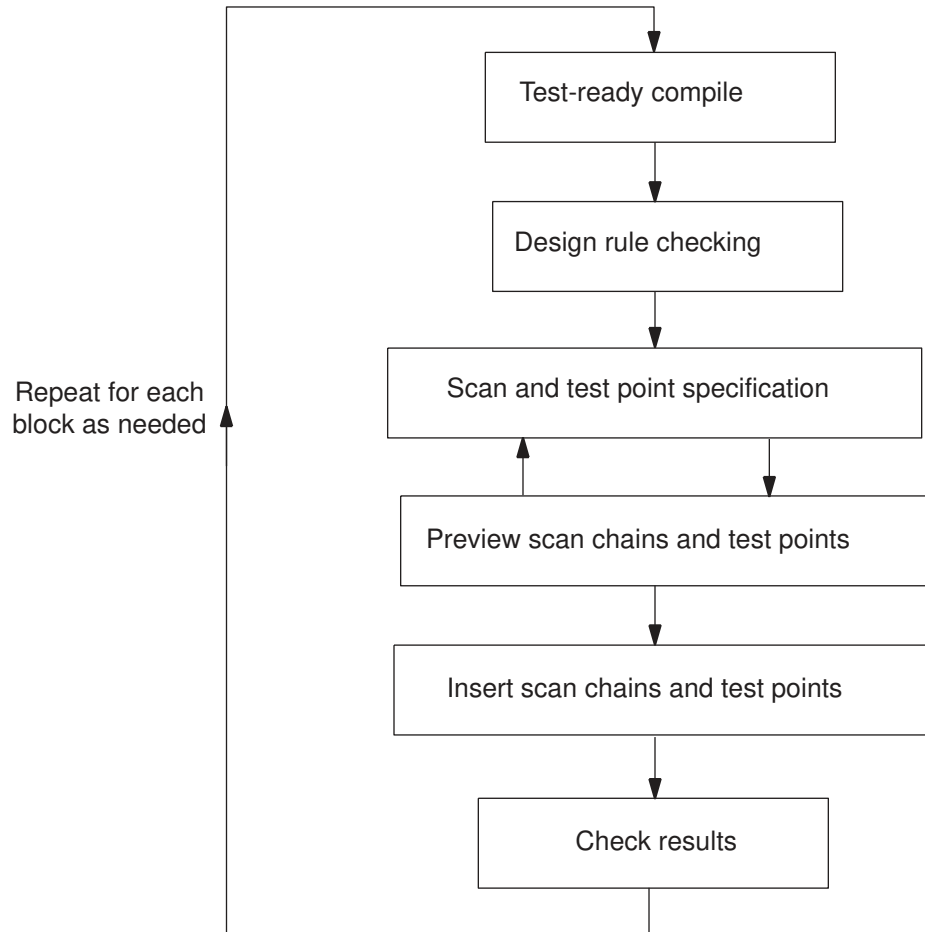 Test-ready compile
Design rule checking
Scan and test point specification
Repeat for each
block as needed
Preview scan chains and test points
Insert scan chains and test points
Check results